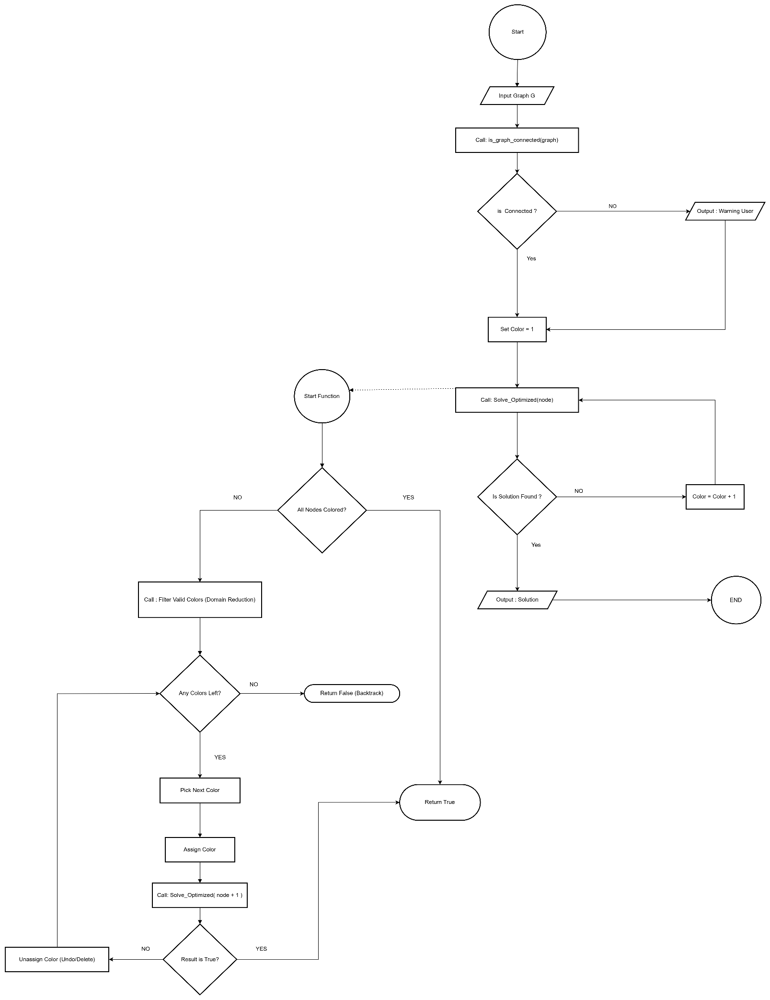 Start
Input Graph G
Call: is_graph_connected(graph)
is  Connected ?
NO
Output : Warning User
Yes
Set Color = 1
Start Function
Call: Solve_Optimized(node)
Is Solution Found ?
NO
Color = Color + 1
Yes
Output : Solution
END
All Nodes Colored?
NO
YES
Call : Filter Valid Colors (Domain Reduction)
Any Colors Left?
NO
Return False (Backtrack)
YES
Pick Next Color
Return True
Assign Color
Call: Solve_Optimized( node + 1 )
Result is True?
NO
YES
Unassign Color (Undo/Delete)